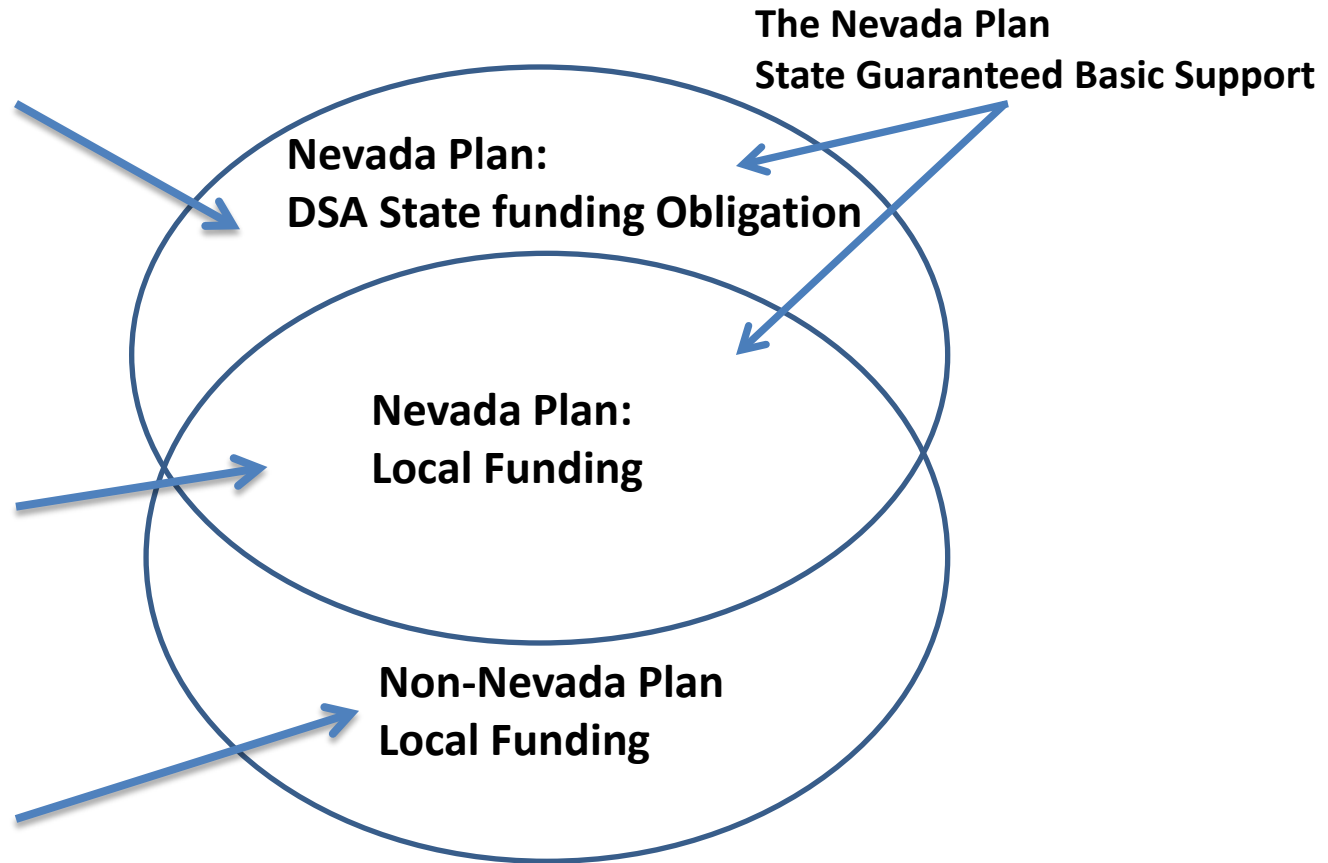 The Nevada Plan
State Guaranteed Basic Support
Nevada Plan:
DSA State funding Obligation
Nevada Plan:
Local Funding
Non-Nevada Plan
Local Funding